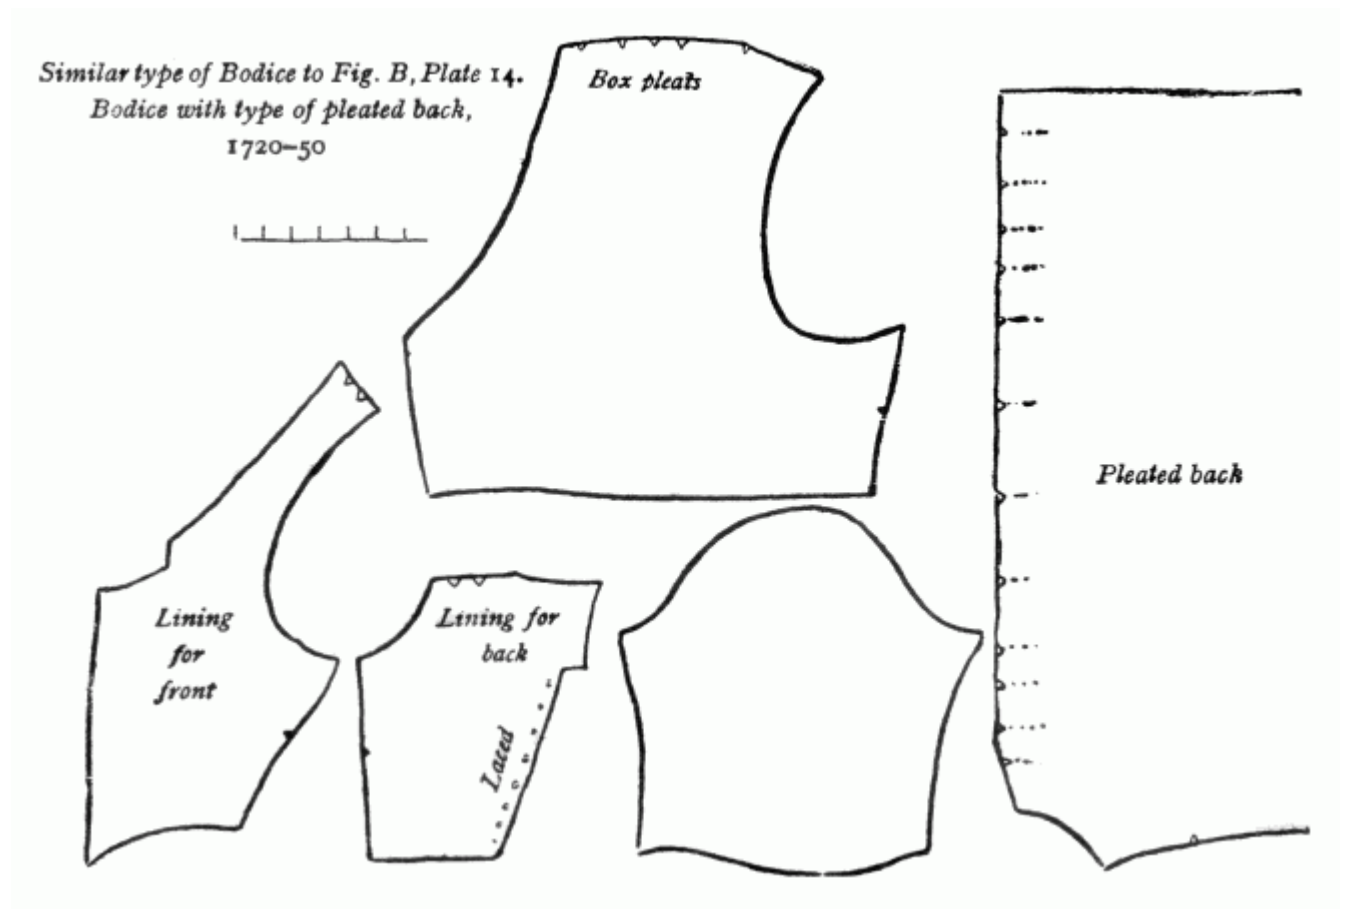 Similar type of Bodice to Fig. B, Plate 14.
Bodice with type of pleated back,
1720–50
Box pleats
Pleated back
Lining
for
front
Lining for
back
Laced